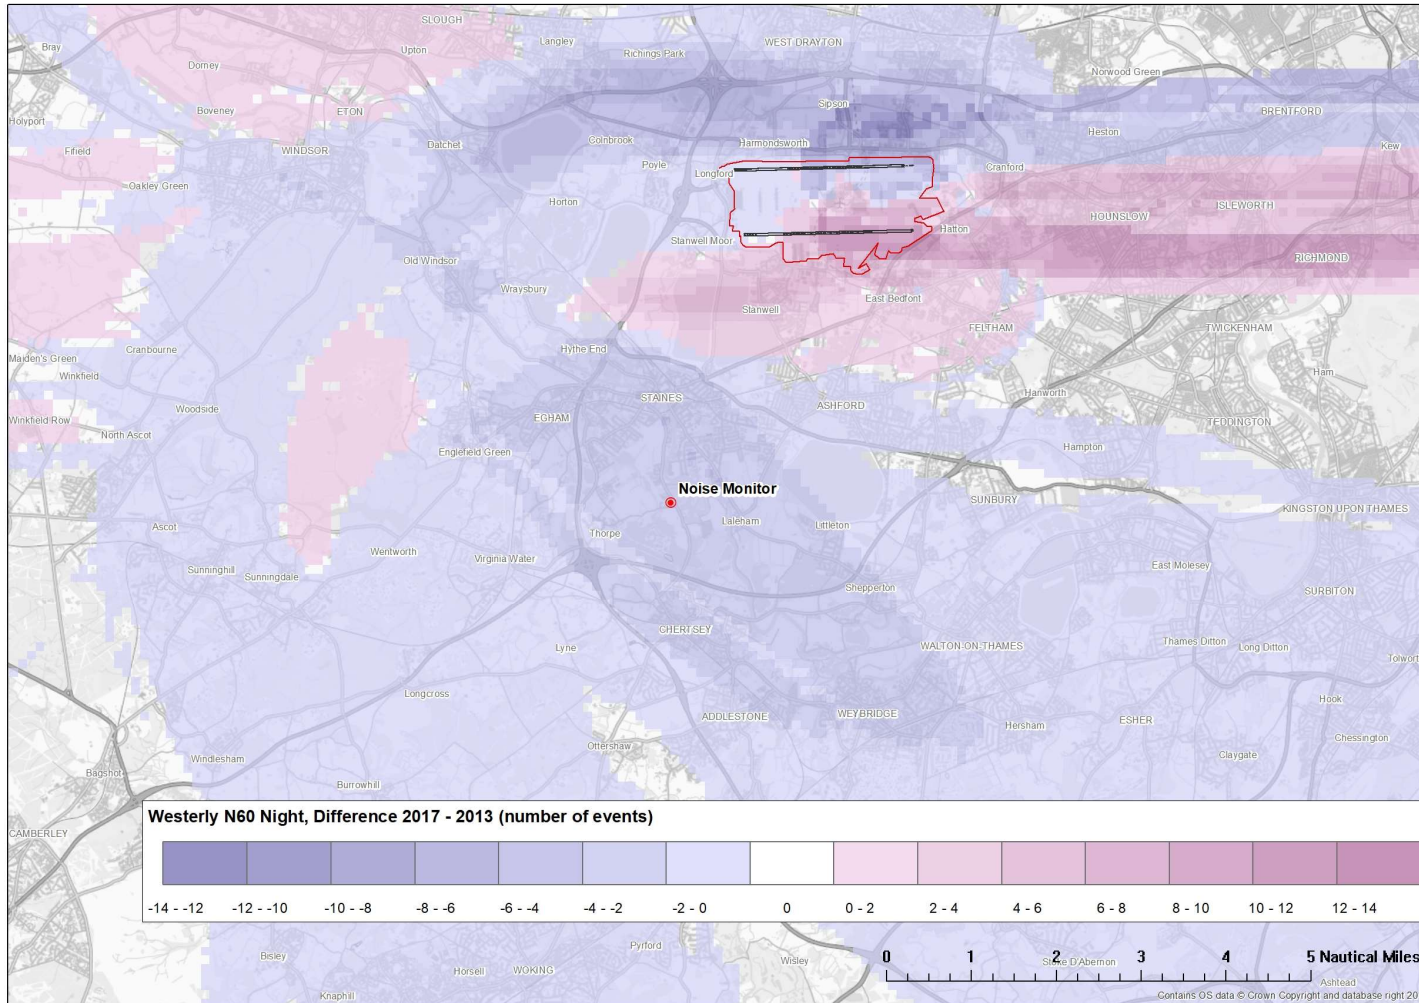 SLOUGH
Bray
Upton
Langley
Richings Park
WEST DRAYTON
Dorney
Norwood Green
Boveney
ETON
Sipson
BRENTFORD
Holyport
Fifield
WINDSOR
Datchet
Colnbrook
Harmondsworth
Heston
Kew
Poyle
Longford
Cranford
Oakley Green
Horton
HOUNSLOW
ISLEWORTH
Stanwell Moor
Hatton
Old Windsor
RICHMOND
Wraysbury
Stanwell
East Bedfont
FELTHAM
TWICKENHAM
Cranbourne
Hythe End
Maiden's Green
Winkfield
Ham
Woodside
STAINES
ASHFORD
Hanworth
Winkfield Row
North Ascot
EGHAM
TEDDINGTON
Englefield Green
Hampton
Noise Monitor
SUNBURY
KINGSTON UPON THAMES
Ascot
Thorpe
Laleham
Littleton
Wentworth
Virginia Water
Sunninghill
Sunningdale
East Molesey
Shepperton
SURBITON
CHERTSEY
WALTON-ON-THAMES
Thames Ditton
Long Ditton
Lyne
Tolwort
Longcross
Hook
ADDLESTONE
WEYBRIDGE
Hersham
ESHER
Chessington
Ottershaw
Claygate
Windlesham
Bagshot
Burrowhill
CAMBERLEY
Westerly N60 Night, Difference 2017 - 2013 (number of events)
-14 - -12 -12 - -10 -10 - -8 -8 - -6 -6 - -4 -4 - -2 -2 - 0 0 0 - 2 2 - 4 4 - 6 6 - 8 8 - 10 10 - 12 12 - 14
Bisley
Pyrford
Horsell
WOKING
Wisley
0 1 2 3 4 5 Nautical Miles
Stoke D'Abernon
Ashtead
Knaphill
Contains OS data © Crown Copyright and database right 20